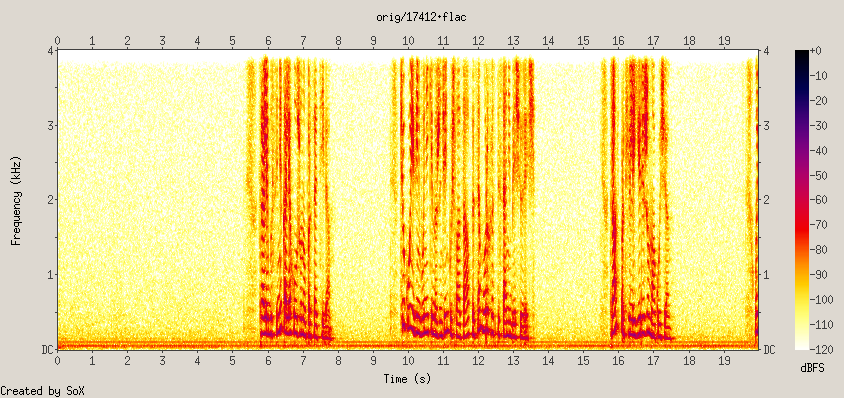 orig/17412•flac
0 1 2 3 4 5 6 7 8 9 10 11 12 13 14 15 16 17 18 19
4 4 +0
-10
-20
3 3 -30
-40
-50
Frequency (kHz)
2 2 -60
-70
-80
1 1 -90
-100
-110
DC DC -120
0 1 2 3 4 5 6 7 8 9 10 11 12 13 14 15 16 17 18 19
dBFS
Time (s)
Created by SoX